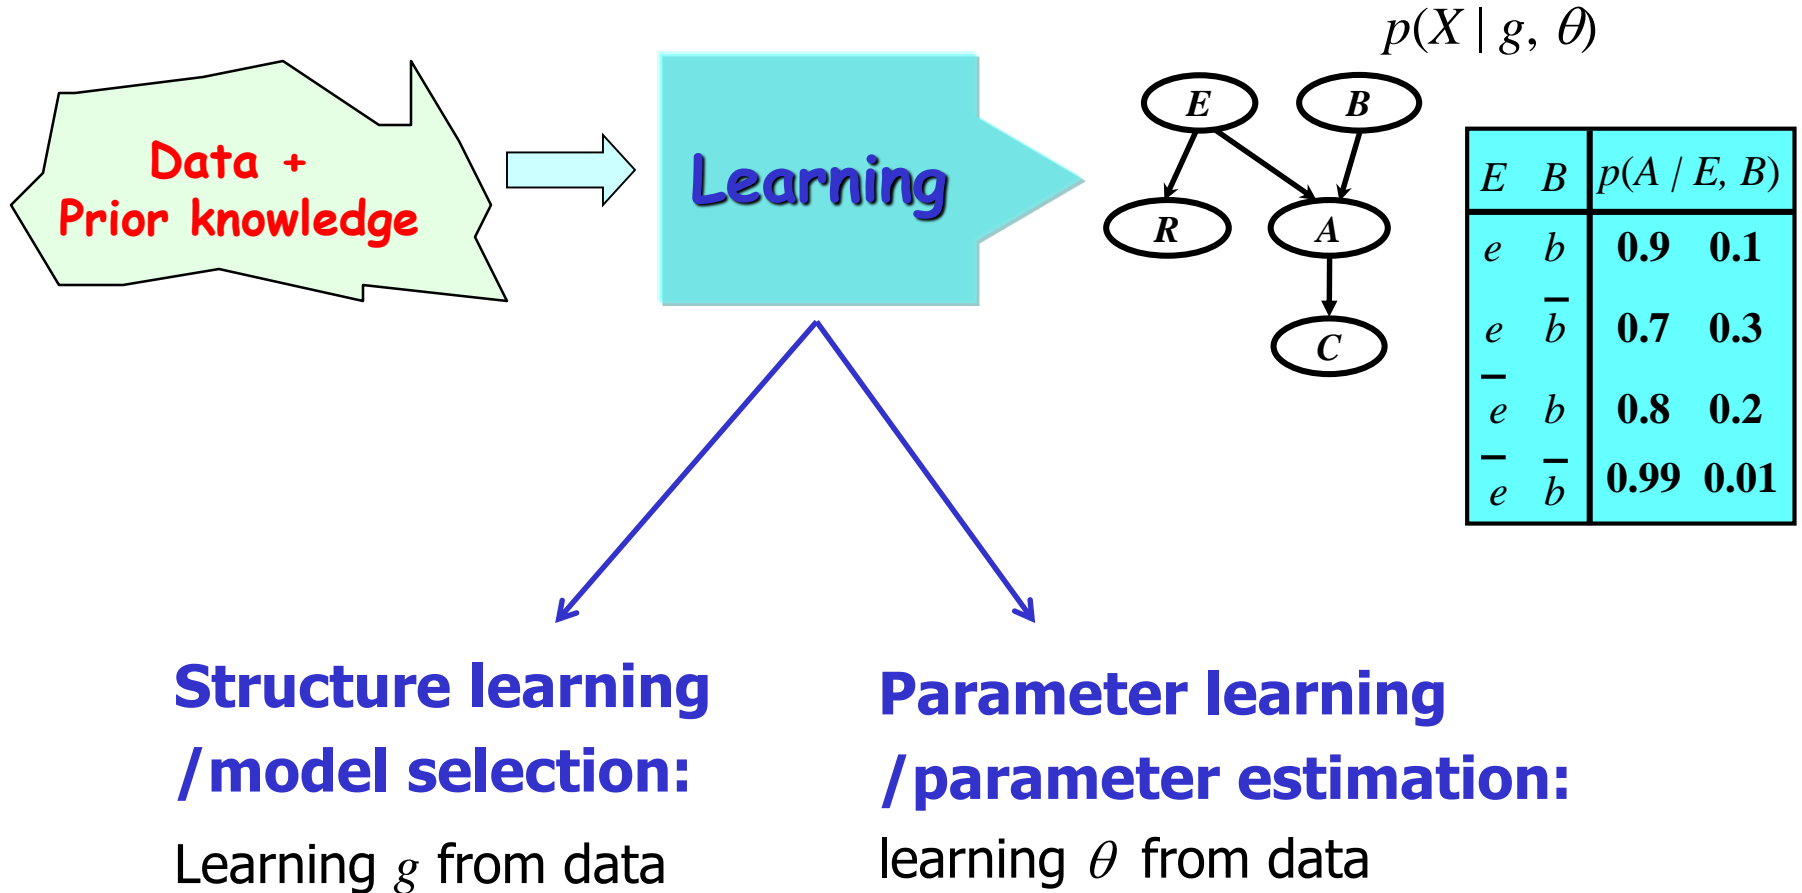 p(X | g, θ)
Data +
Prior knowledge
Learning
E B
R A
C
E B p(A / E, B)
e b 0.9 0.1
e b̅ 0.7 0.3
e̅ b 0.8 0.2
e̅ b̅ 0.99 0.01
Structure learning
/model selection:
Learning g from data
Parameter learning
/parameter estimation:
learning θ from data